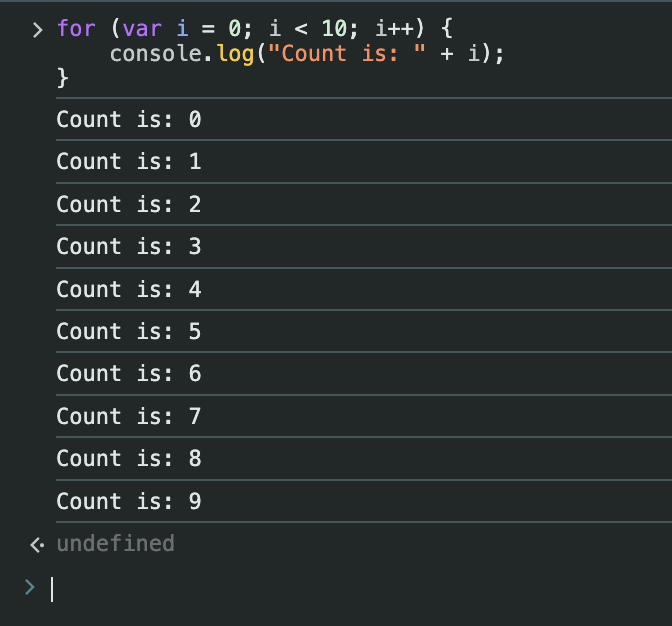 for (var i = 0; i < 10; i++) {
    console.log("Count is: " + i);
}
Count is: 0
Count is: 1
Count is: 2
Count is: 3
Count is: 4
Count is: 5
Count is: 6
Count is: 7
Count is: 8
Count is: 9
undefined